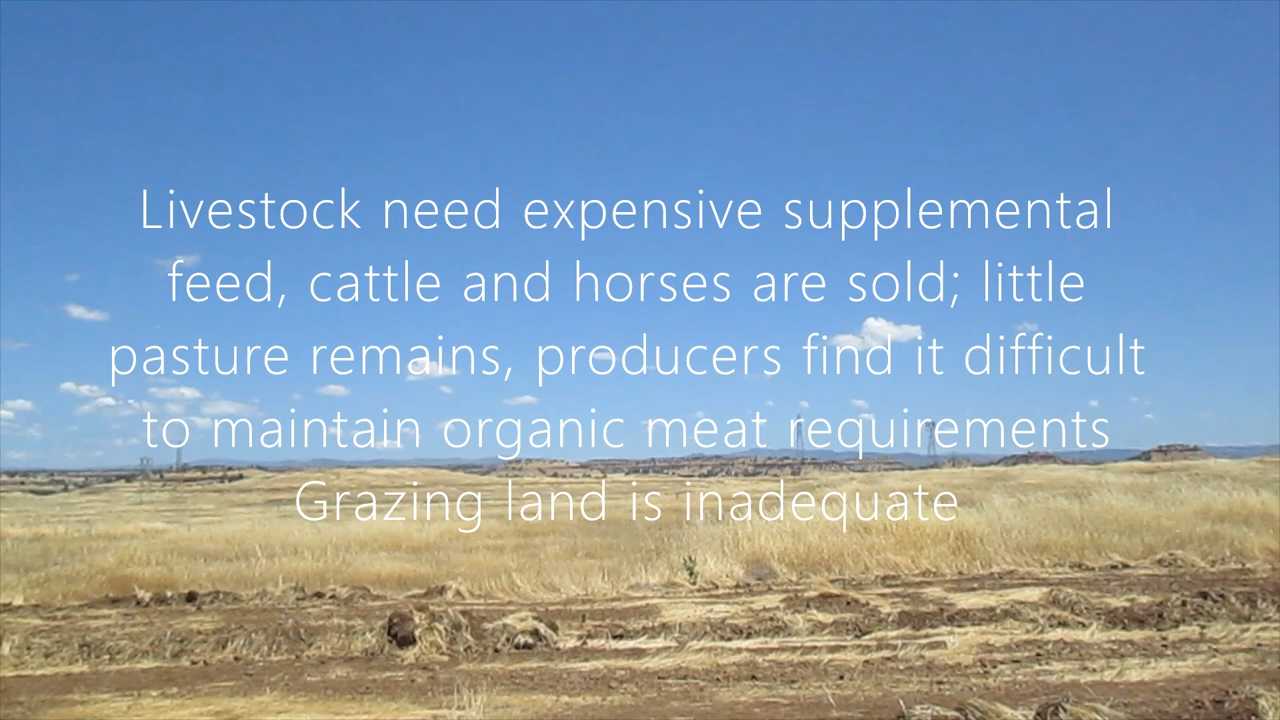 Livestock need expensive supplemental
feed, cattle and horses are sold; little
pasture remains, producers find it difficult
to maintain organic meat requirements
Grazing land is inadequate